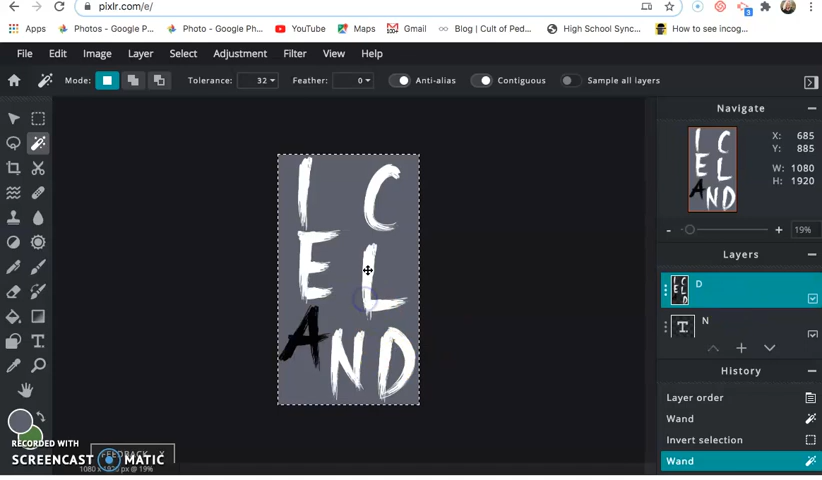 pixlr.com/e/
Apps Photos - Google P... Photo - Google Ph... YouTube Maps Gmail Blog | Cult of Ped... High School Sync... How to see incog...
File Edit Image Layer Select Adjustment Filter View Help
Mode: Tolerance: 32 Feather: 0 Anti-alias Contiguous Sample all layers
Navigate
I C
E L
A N D
X: 685
Y: 885
W: 1080
H: 1920
I C
E L
A N D
- + 19%
Layers
D
T N
History
Layer order
Wand
Invert selection
Wand
RECORDED WITH
SCREENCAST MATIC
FEEDBACK X
1080 x 1920 px @ 19%